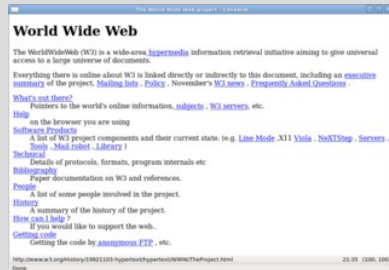 The World Wide Web project
World Wide Web
The WorldWideWeb (W3) is a wide-area hypermedia information retrieval initiative aiming to give universal
access to a large universe of documents.
Everything there is online about W3 is linked directly or indirectly to this document, including an executive
summary of the project, Mailing lists , Policy , November's W3 news , Frequently Asked Questions .
What's out there?
Pointers to the world's online information, subjects , W3 servers, etc.
Help
on the browser you are using
Software Products
A list of W3 project components and their current state. (e.g. Line Mode ,X11 Viola , NeXTStep , Servers ,
Tools , Mail robot , Library )
Technical
Details of protocols, formats, program internals etc
Bibliography
Paper documentation on W3 and references.
People
A list of some people involved in the project.
History
A summary of the history of the project.
How can I help ?
If you would like to support the web..
Getting code
Getting the code by anonymous FTP , etc.
http://www.w3.org/history/19921103-hypertext/hypertext/WWW/TheProject.html
21:35
Done